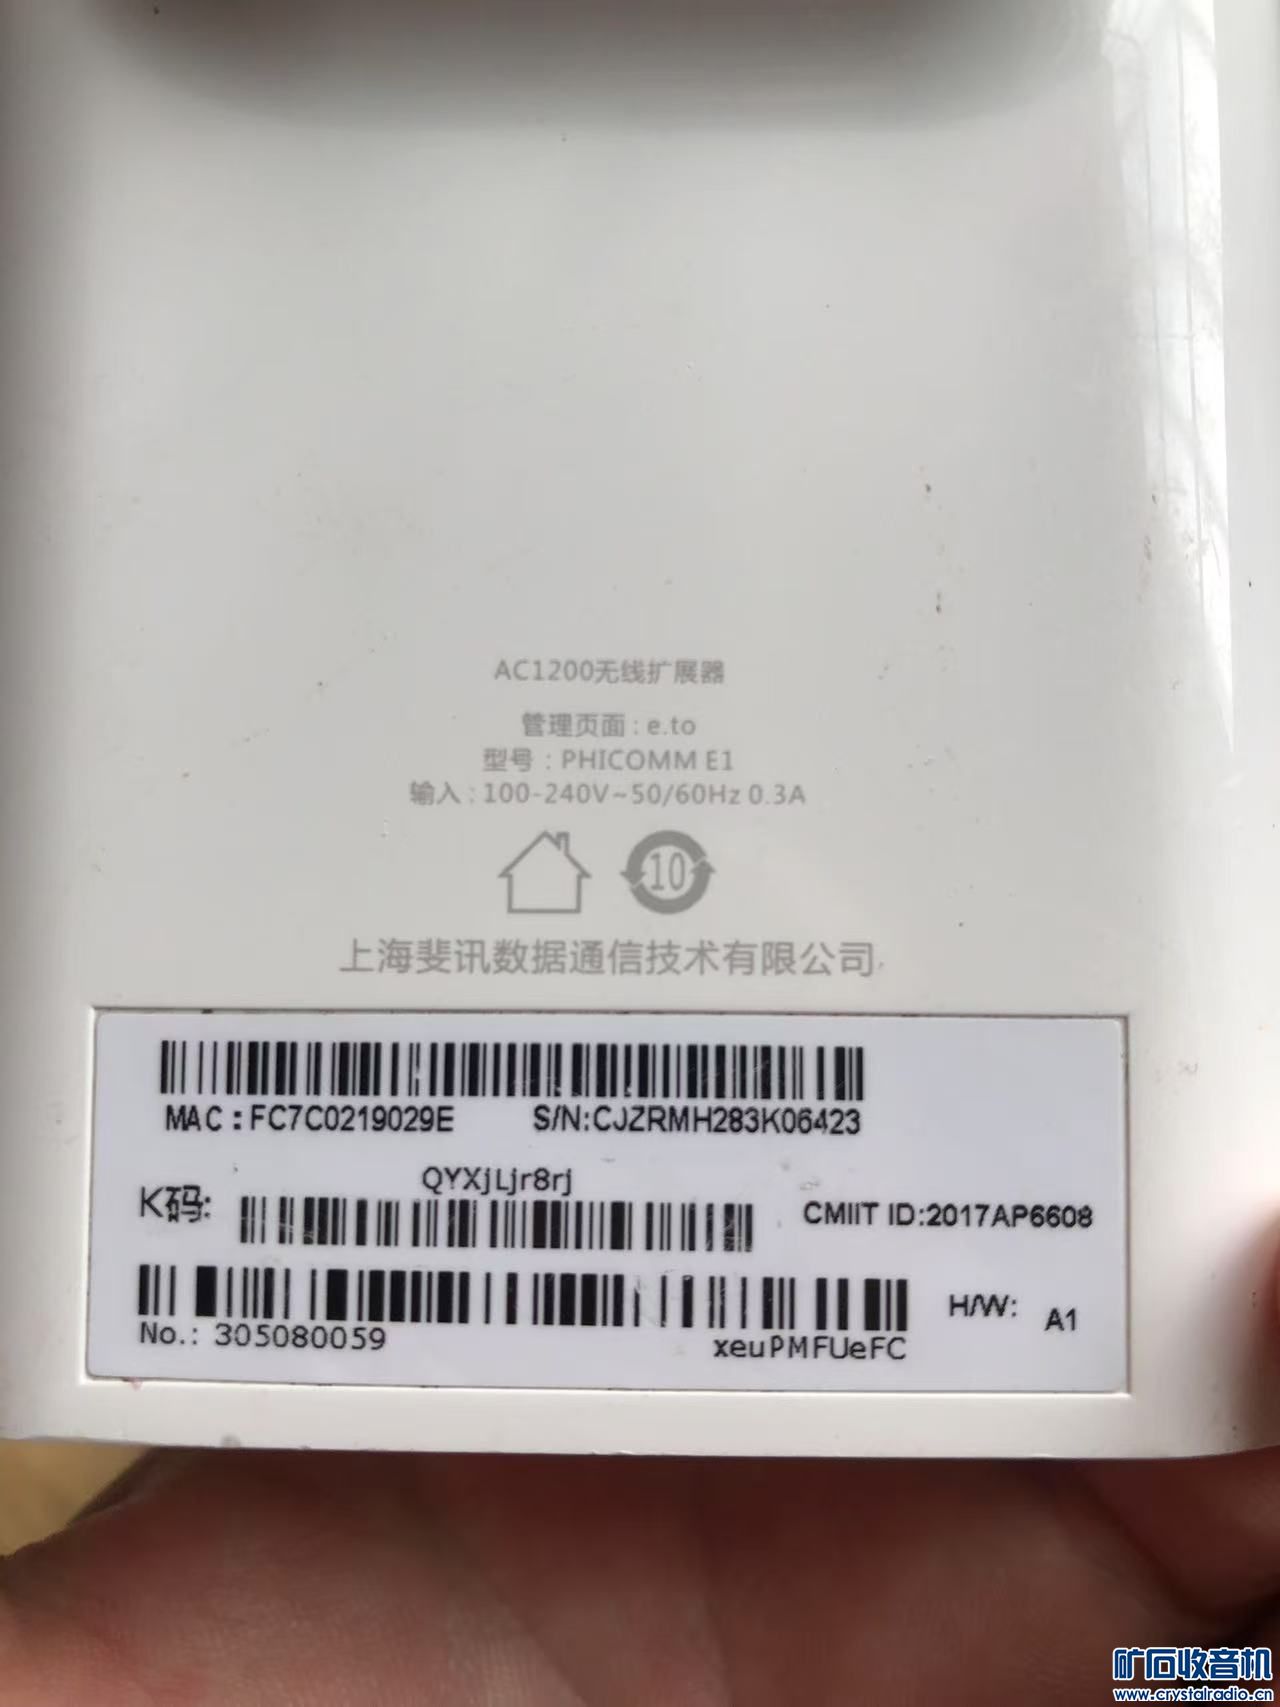 AC1200无线扩展器
管理页面：e.to
型号：PHICOMM E1
输入：100-240V~50/60Hz 0.3A
10
上海斐讯数据通信技术有限公司
MAC：FC7C0219029E S/N:CJZRMH283K06423
QYXjLjr8rj
K码:
CMIIT ID:2017AP6608
H/W: A1
No.: 305080059 xeuPMFUeFC
矿石收音机
www.crystalradio.cn